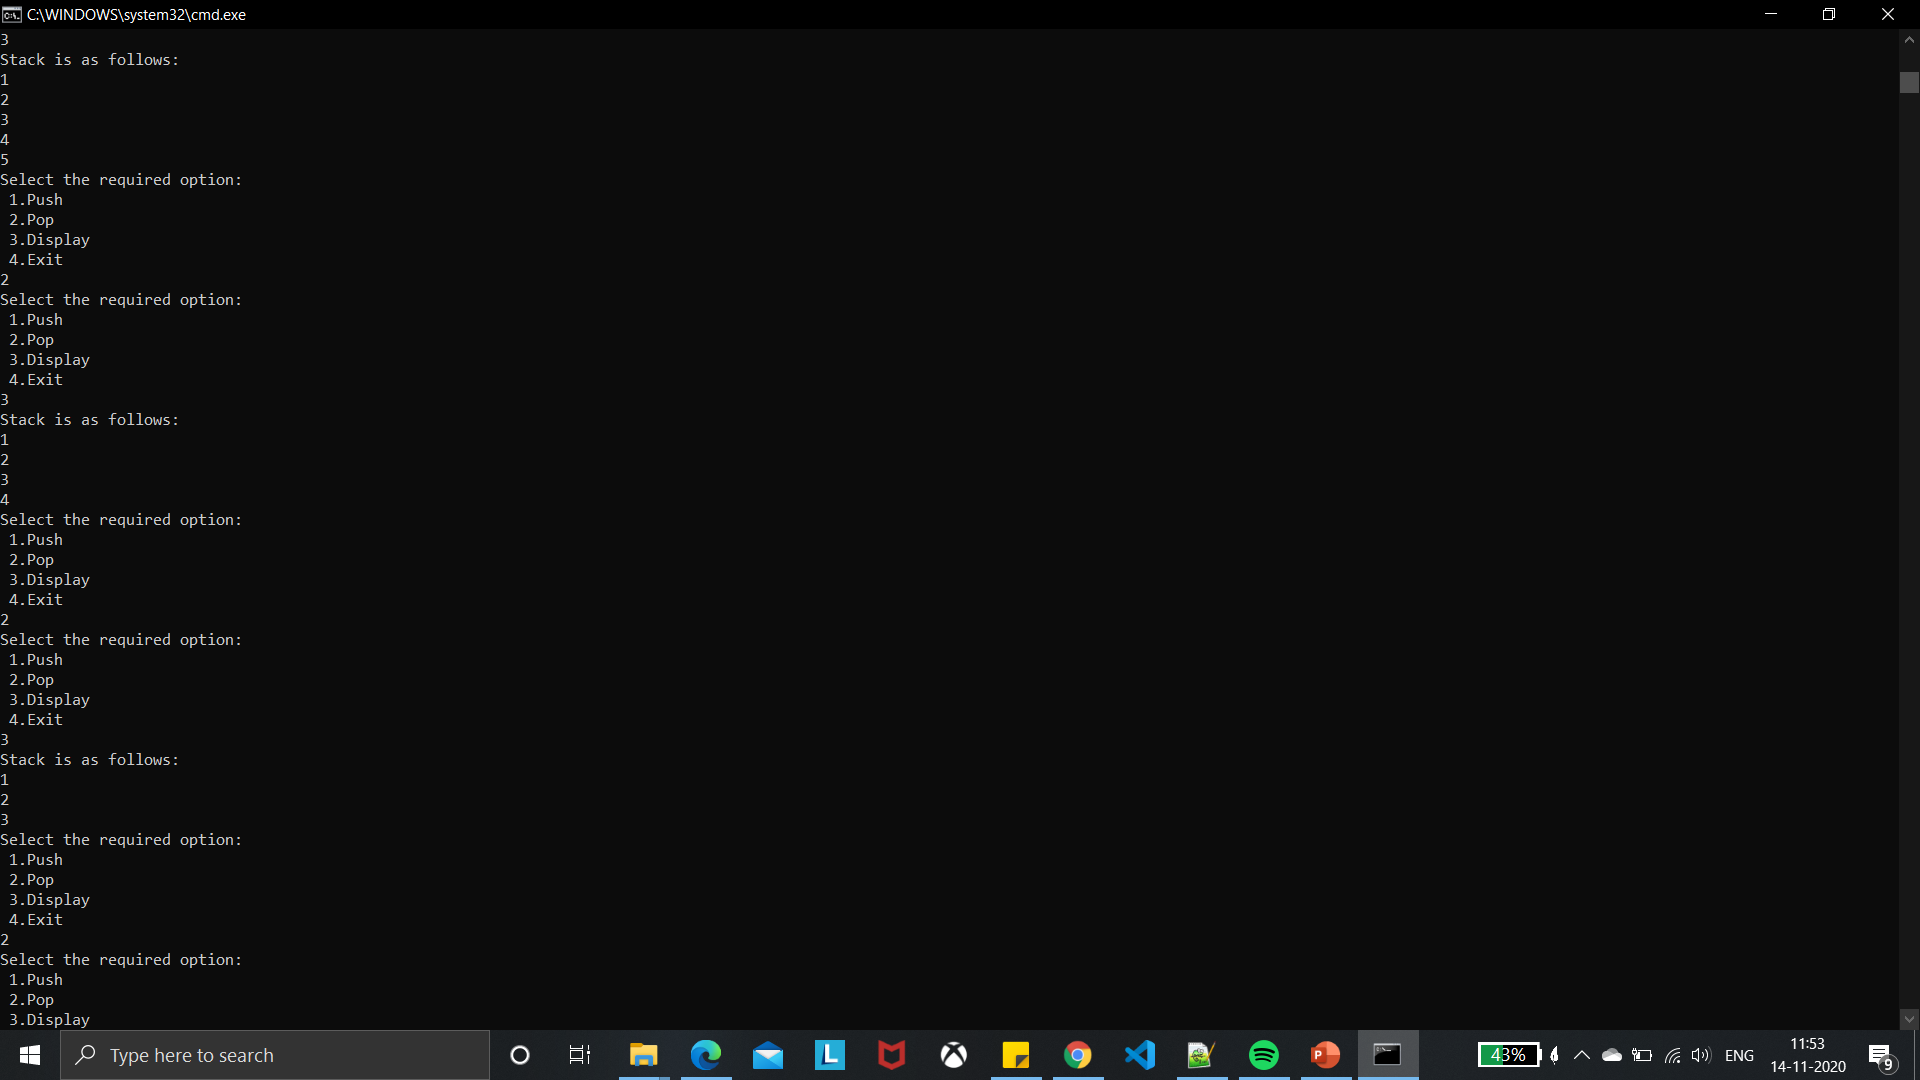 C:\WINDOWS\system32\cmd.exe
3
Stack is as follows:
1
2
3
4
5
Select the required option:
1.Push
2.Pop
3.Display
4.Exit
2
Select the required option:
1.Push
2.Pop
3.Display
4.Exit
3
Stack is as follows:
1
2
3
4
Select the required option:
1.Push
2.Pop
3.Display
4.Exit
2
Select the required option:
1.Push
2.Pop
3.Display
4.Exit
3
Stack is as follows:
1
2
3
Select the required option:
1.Push
2.Pop
3.Display
4.Exit
2
Select the required option:
1.Push
2.Pop
3.Display
Type here to search
L
P
43%
ENG
11:53
14-11-2020
9